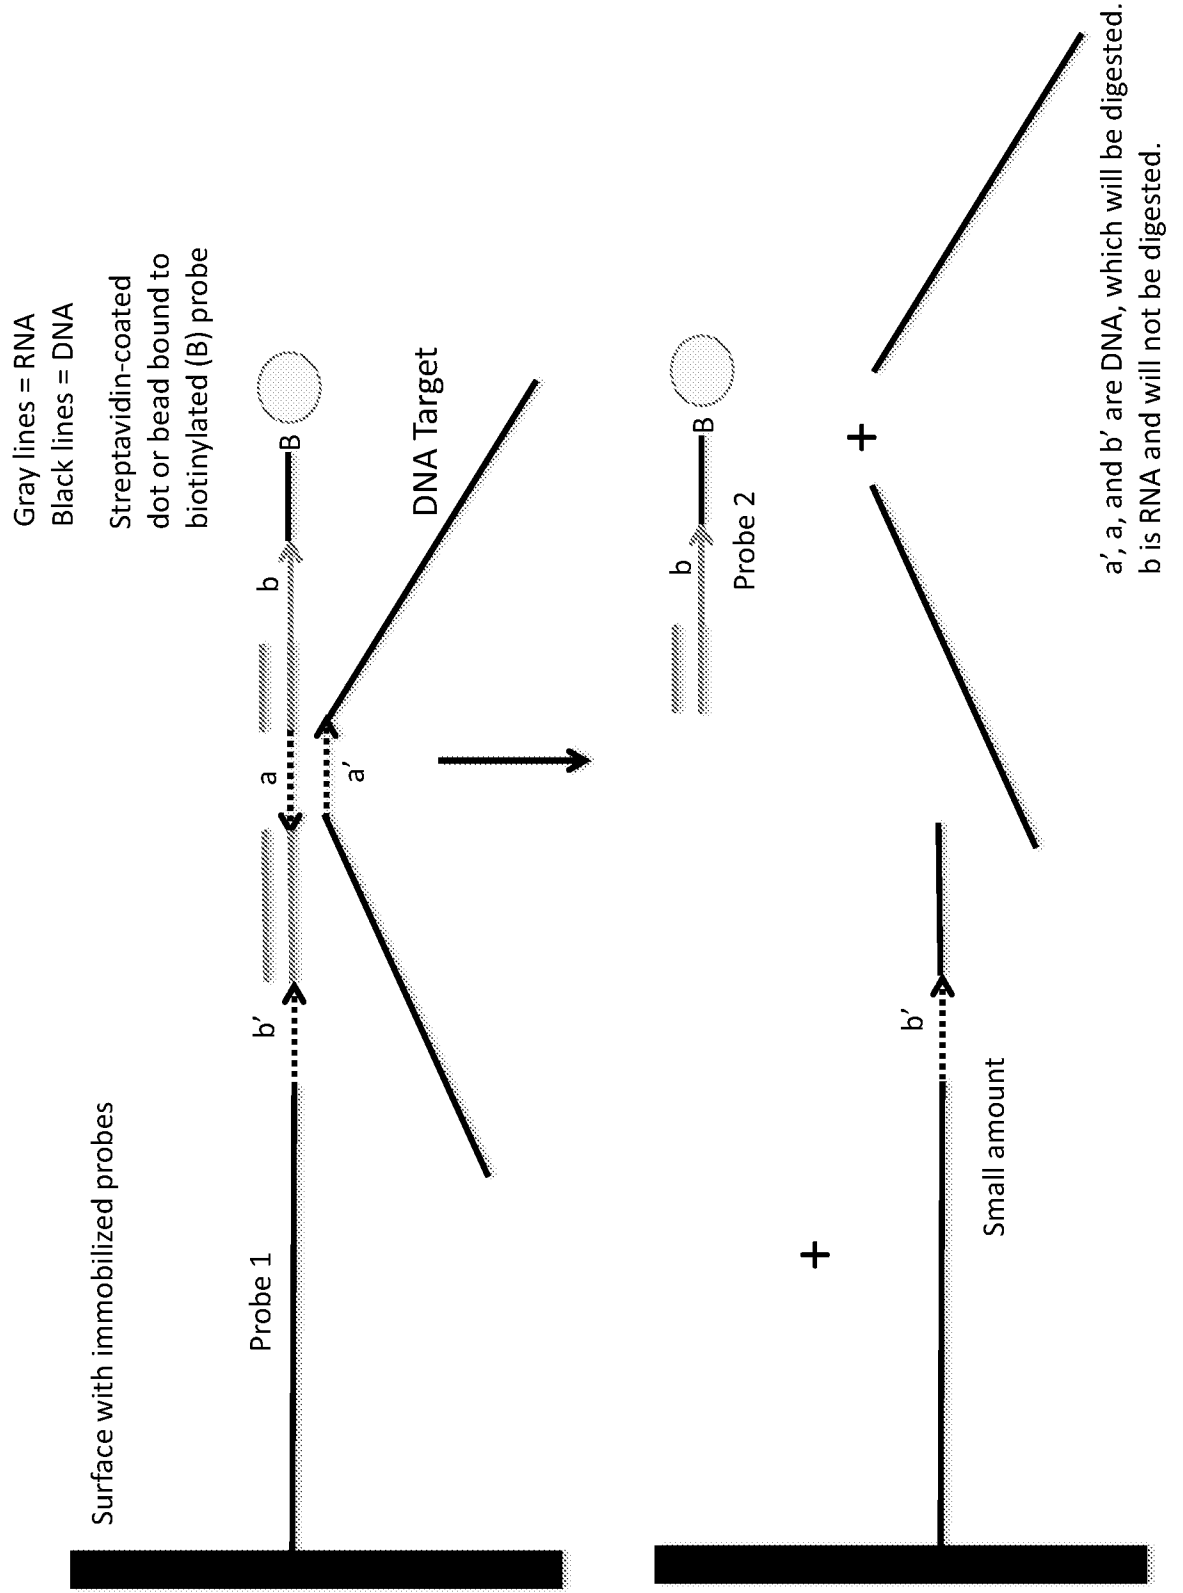 Gray lines = RNA
Black lines = DNA
Streptavidin-coated
dot or bead bound to
biotinylated (B) probe
Surface with immobilized probes
Probe 1
b’
a
b
B
a’
DNA Target
b
B
Probe 2
+
+
b’
Small amount
a’, a, and b’ are DNA, which will be digested.
b is RNA and will not be digested.